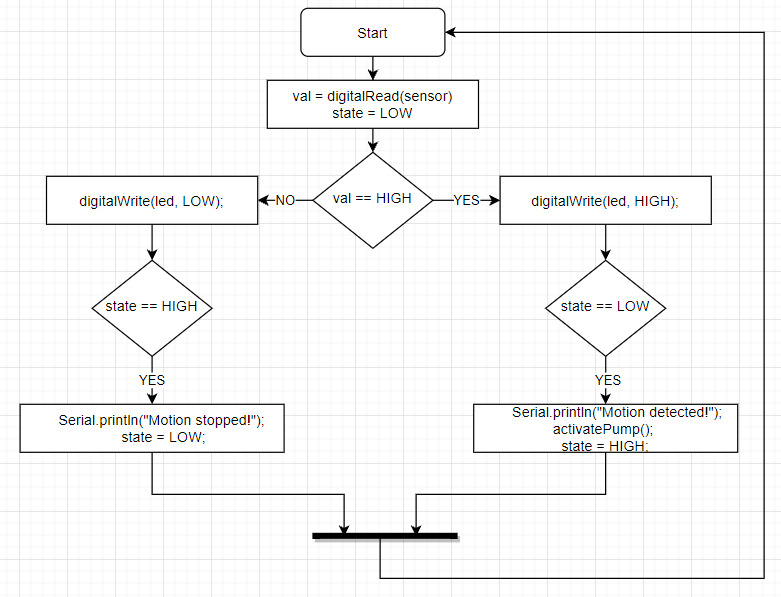 Start
val = digitalRead(sensor)
state = LOW
val == HIGH
NO
YES
digitalWrite(led, LOW);
digitalWrite(led, HIGH);
state == HIGH
state == LOW
YES
YES
Serial.println("Motion stopped!");
state = LOW;
Serial.println("Motion detected!");
activatePump();
state = HIGH;